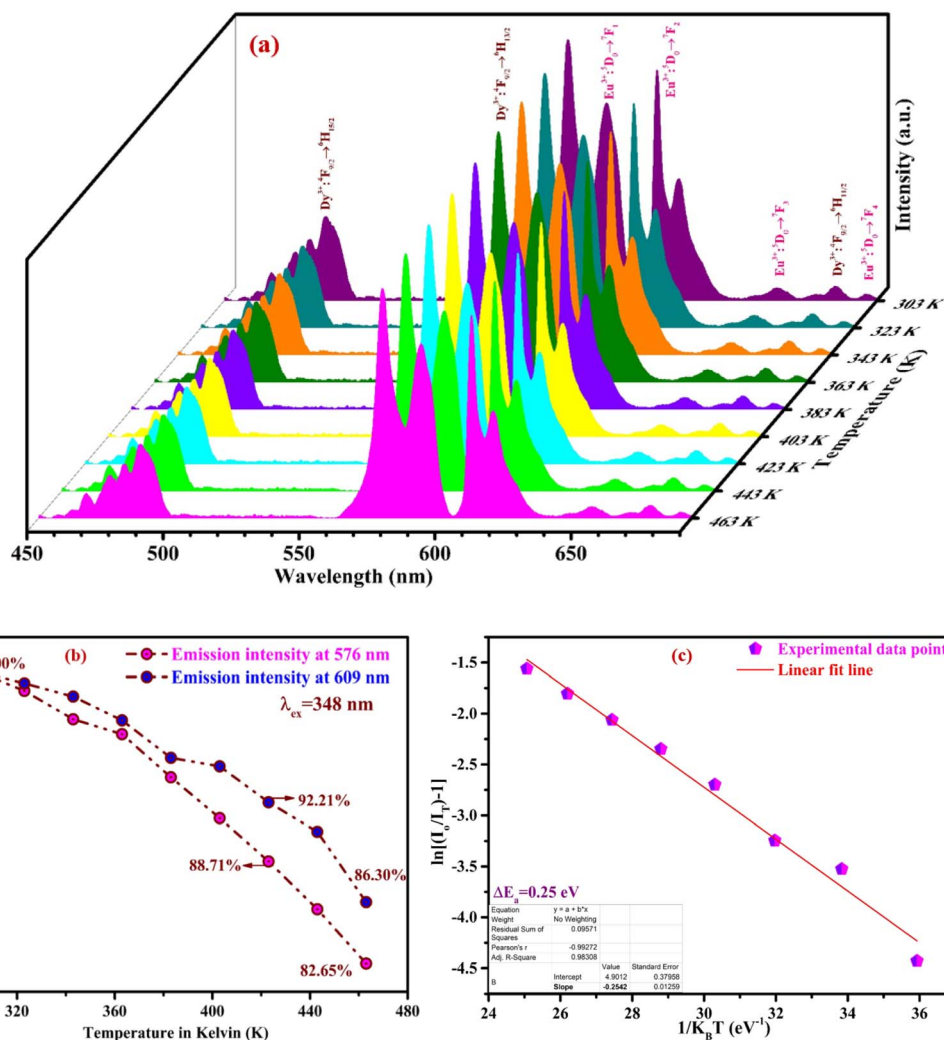 (a)
Dy3+:4F9/2→6H15/2
Dy3+:4F9/2→6H13/2
Eu3+:5D0→7F1
Eu3+:5D0→7F2
Eu3+:5D0→7F3
Dy3+:4F9/2→6H11/2
Eu3+:5D0→7F4
Intensity (a.u.)
303 K
323 K
343 K
363 K
383 K
403 K
423 K
443 K
463 K
Temperature (K)
450 500 550 600 650
Wavelength (nm)
00%
(b)
Emission intensity at 576 nm
Emission intensity at 609 nm
λex=348 nm
92.21%
88.71%
86.30%
82.65%
320 360 400 440 480
Temperature in Kelvin (K)
(c)
Experimental data point
Linear fit line
-1.5
-2.0
-2.5
-3.0
-3.5
-4.0
-4.5
ln[(Io/IT)-1]
ΔEa=0.25 eV
Equation y = a + b*x
Weight No Weighting
Residual Sum of Squares 0.09571
Pearson's r -0.99272
Adj. R-Square 0.98308
Value Standard Error
B Intercept 4.9012 0.37958
Slope -0.2542 0.01259
24 26 28 30 32 34 36
1/KBT (eV-1)